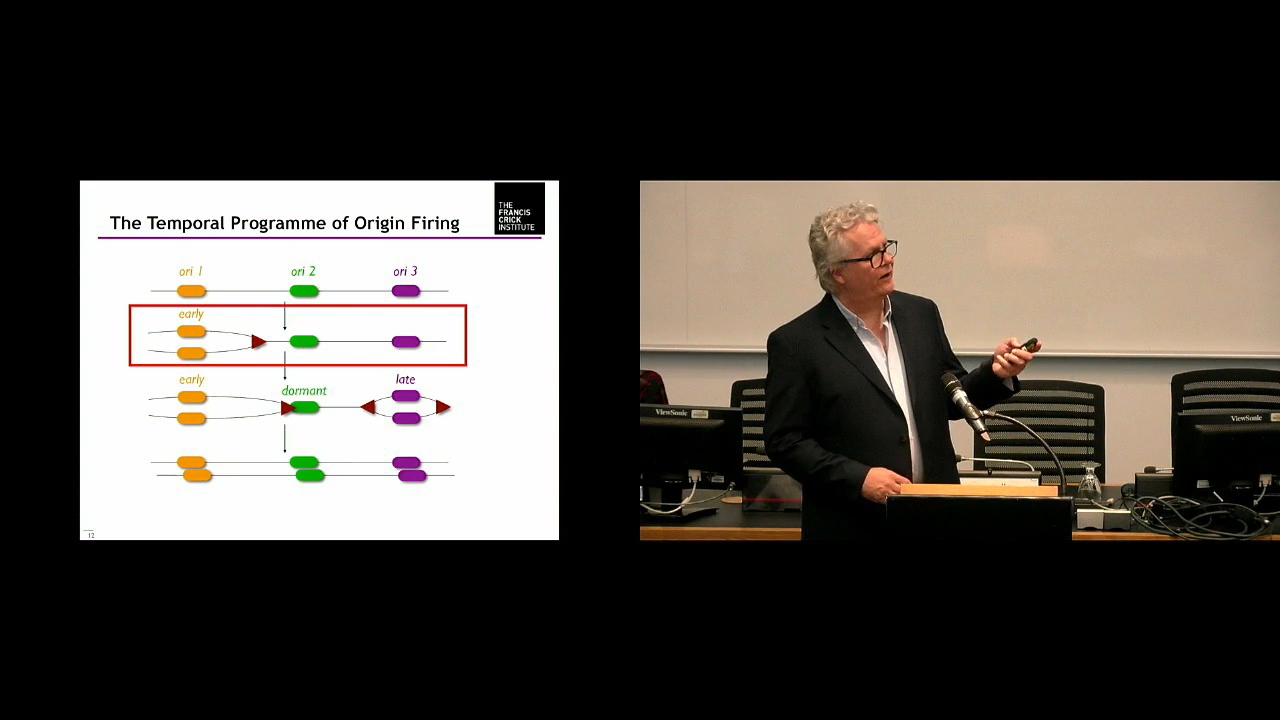 The Temporal Programme of Origin Firing
THE
FRANCIS
CRICK
INSTITUTE
ori 1
ori 2
ori 3
early
early
dormant
late
12
ViewSonic
ViewSonic